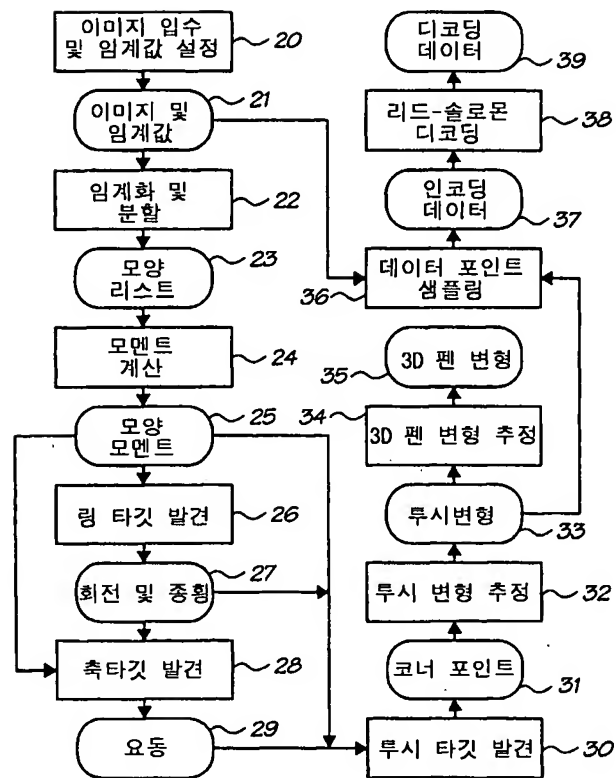 이미지 입수
및 임계값 설정
20
이미지 및
임계값
21
임계화 및
분할
22
모양
리스트
23
모멘트
계산
24
모양
모멘트
25
링 타깃 발견
26
회전 및 종횡
27
축타깃 발견
28
요동
29
디코딩
데이터
39
리드-솔로몬
디코딩
38
인코딩
데이터
37
데이터 포인트
샘플링
36
3D 펜 변형
35
34
3D 펜 변형 추정
투시변형
33
투시 변형 추정
32
코너 포인트
31
투시 타깃 발견
30